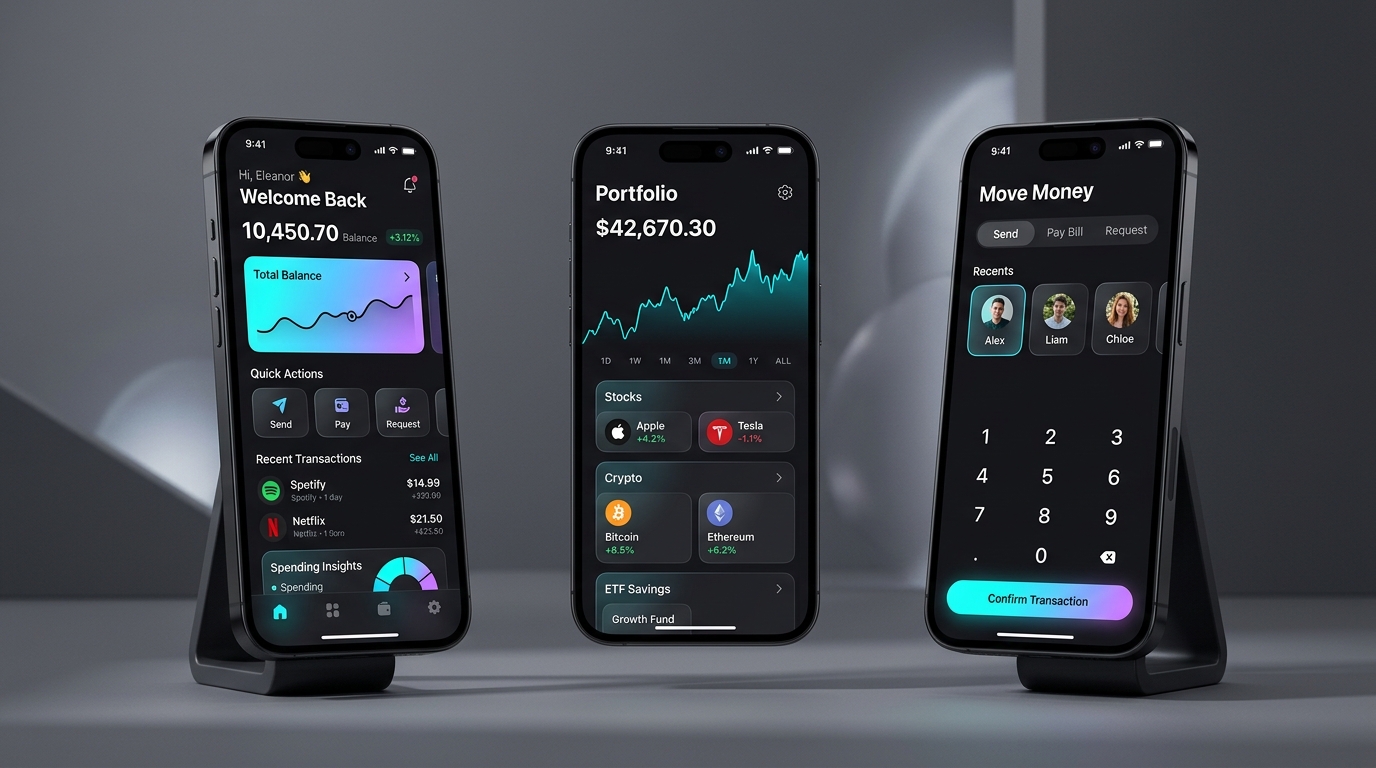 9:41
Hi, Eleanor 👋
Welcome Back
10,450.70 Balance +3.12%
Total Balance
Quick Actions
Send Pay Request
Recent Transactions See All
Spetify $14.99
Spotify • 1 day
Netflix $21.50
Spending Insights
Spending
9:41
Portfolio
$42,670.30
1D 1W 1M 3M 1M 1Y ALL
Stocks
Apple Tesla
+4.2% -1.1%
Crypto
Bitcoin Ethereum
+8.5% +6.2%
ETF Savings
Growth Fund
9:41
Move Money
Send Pay Bill Request
Recents
Alex Liam Chloe
1 2 3
4 5 6
7 8 9
. 0
Confirm Transaction